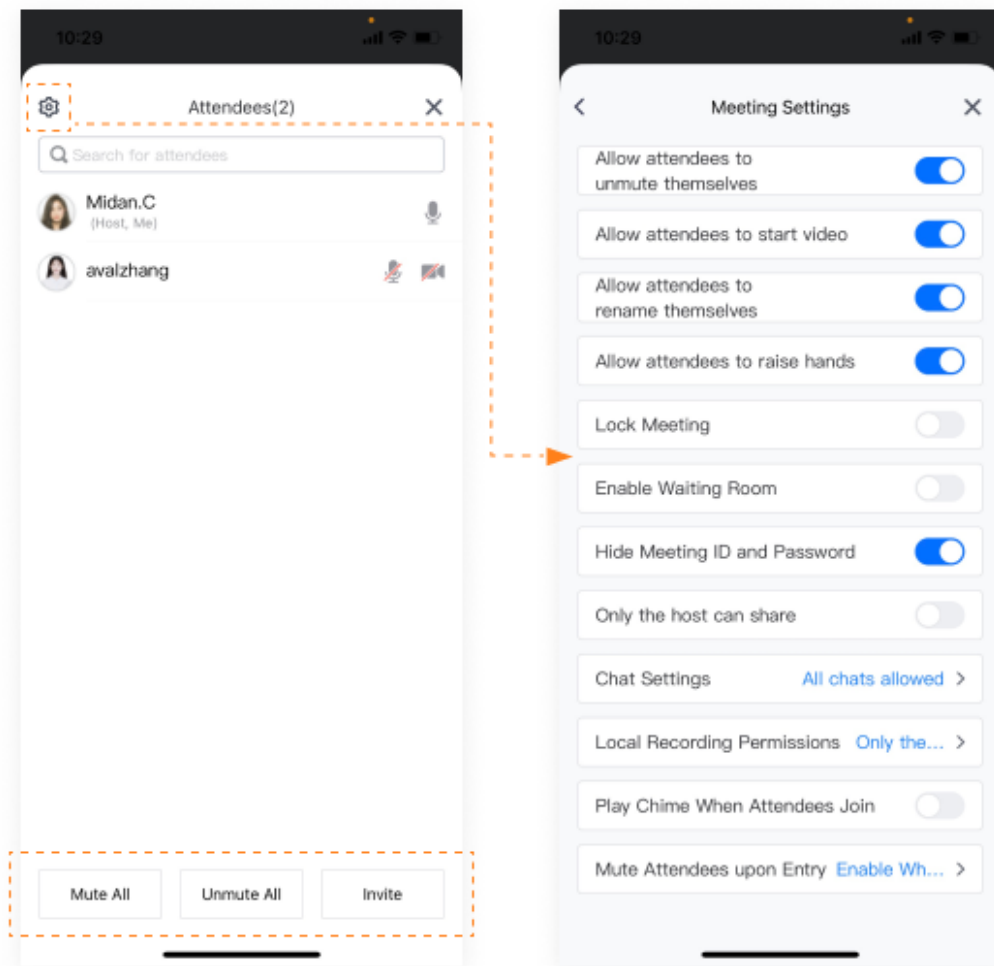 10:29
Attendees(2)
Search for attendees
Midan.C
(Host, Me)
avalzhang
Mute All
Unmute All
Invite
10:29
Meeting Settings
Allow attendees to
unmute themselves
Allow attendees to start video
Allow attendees to
rename themselves
Allow attendees to raise hands
Lock Meeting
Enable Waiting Room
Hide Meeting ID and Password
Only the host can share
Chat Settings All chats allowed
Local Recording Permissions Only the...
Play Chime When Attendees Join
Mute Attendees upon Entry Enable Wh...